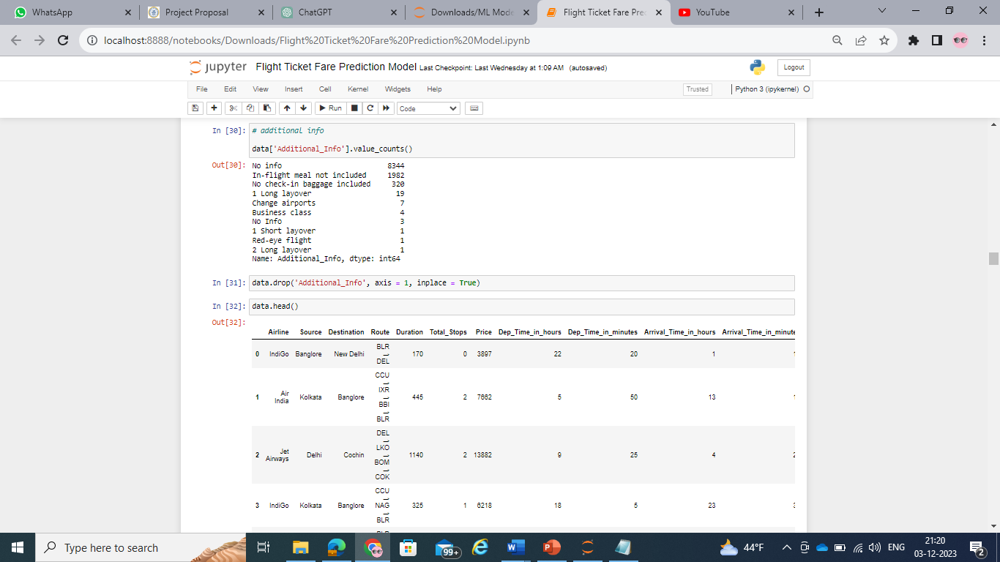 WhatsApp
Project Proposal
ChatGPT
Downloads/ML Mode
Flight Ticket Fare Pre
YouTube
localhost:8888/notebooks/Downloads/Flight%20Ticket%20Fare%20Prediction%20Model.ipynb
jupyter Flight Ticket Fare Prediction Model Last Checkpoint: Last Wednesday at 1:09 AM (autosaved)
Logout
File Edit View Insert Cell Kernel Widgets Help
Trusted
Python 3 (ipykernel)
Run
Code
In [30]: # additional info
data['Additional_Info'].value_counts()
Out[30]: No info 8344
In-flight meal not included 1982
No check-in baggage included 320
1 Long layover 19
Change airports 7
Business class 4
No Info 3
1 Short layover 1
Red-eye flight 1
2 Long layover 1
Name: Additional_Info, dtype: int64
In [31]: data.drop('Additional_Info', axis = 1, inplace = True)
In [32]: data.head()
Out[32]:
Airline Source Destination Route Duration Total_Stops Price Dep_Time_in_hours Dep_Time_in_minutes Arrival_Time_in_hours Arrival_Time_in_minute
BLR
→
0 IndiGo Banglore New Delhi 170 0 3897 22 20 1
DEL
CCU
→
IXR
1 Air India Kolkata Banglore → 445 2 7662 5 50 13
BBI
→
BLR
DEL
→
LKO
2 Jet Airways Delhi Cochin → 1140 2 13882 9 25 4
BOM
→
COK
CCU
→
3 IndiGo Kolkata Banglore NAG 325 1 6218 18 5 23
→
BLR
Type here to search
99+
44°F
ENG
21:20
03-12-2023
2